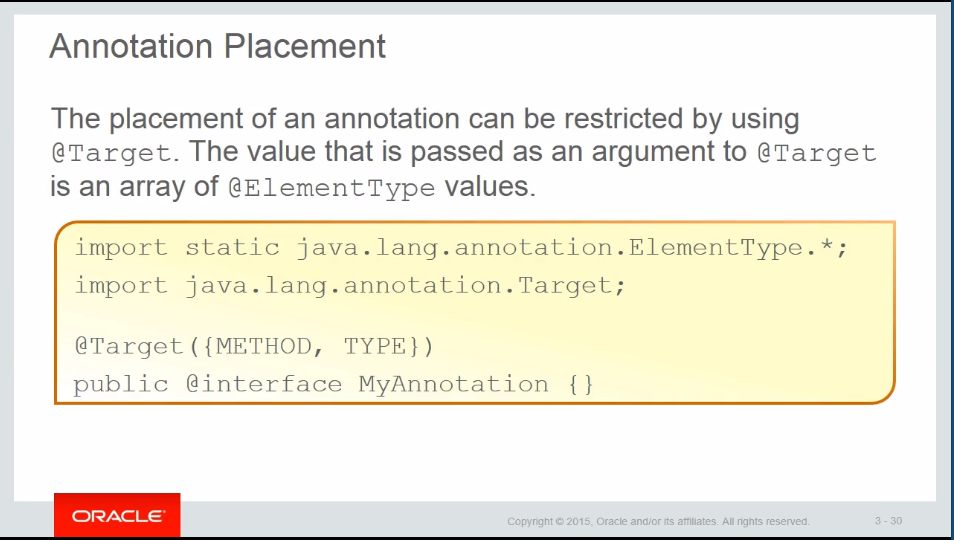 Annotation Placement
The placement of an annotation can be restricted by using
@Target. The value that is passed as an argument to @Target
is an array of @ElementType values.
import static java.lang.annotation.ElementType.*;
import java.lang.annotation.Target;
@Target({METHOD, TYPE})
public @interface MyAnnotation {}
ORACLE
Copyright © 2015, Oracle and/or its affiliates. All rights reserved.
3 - 30